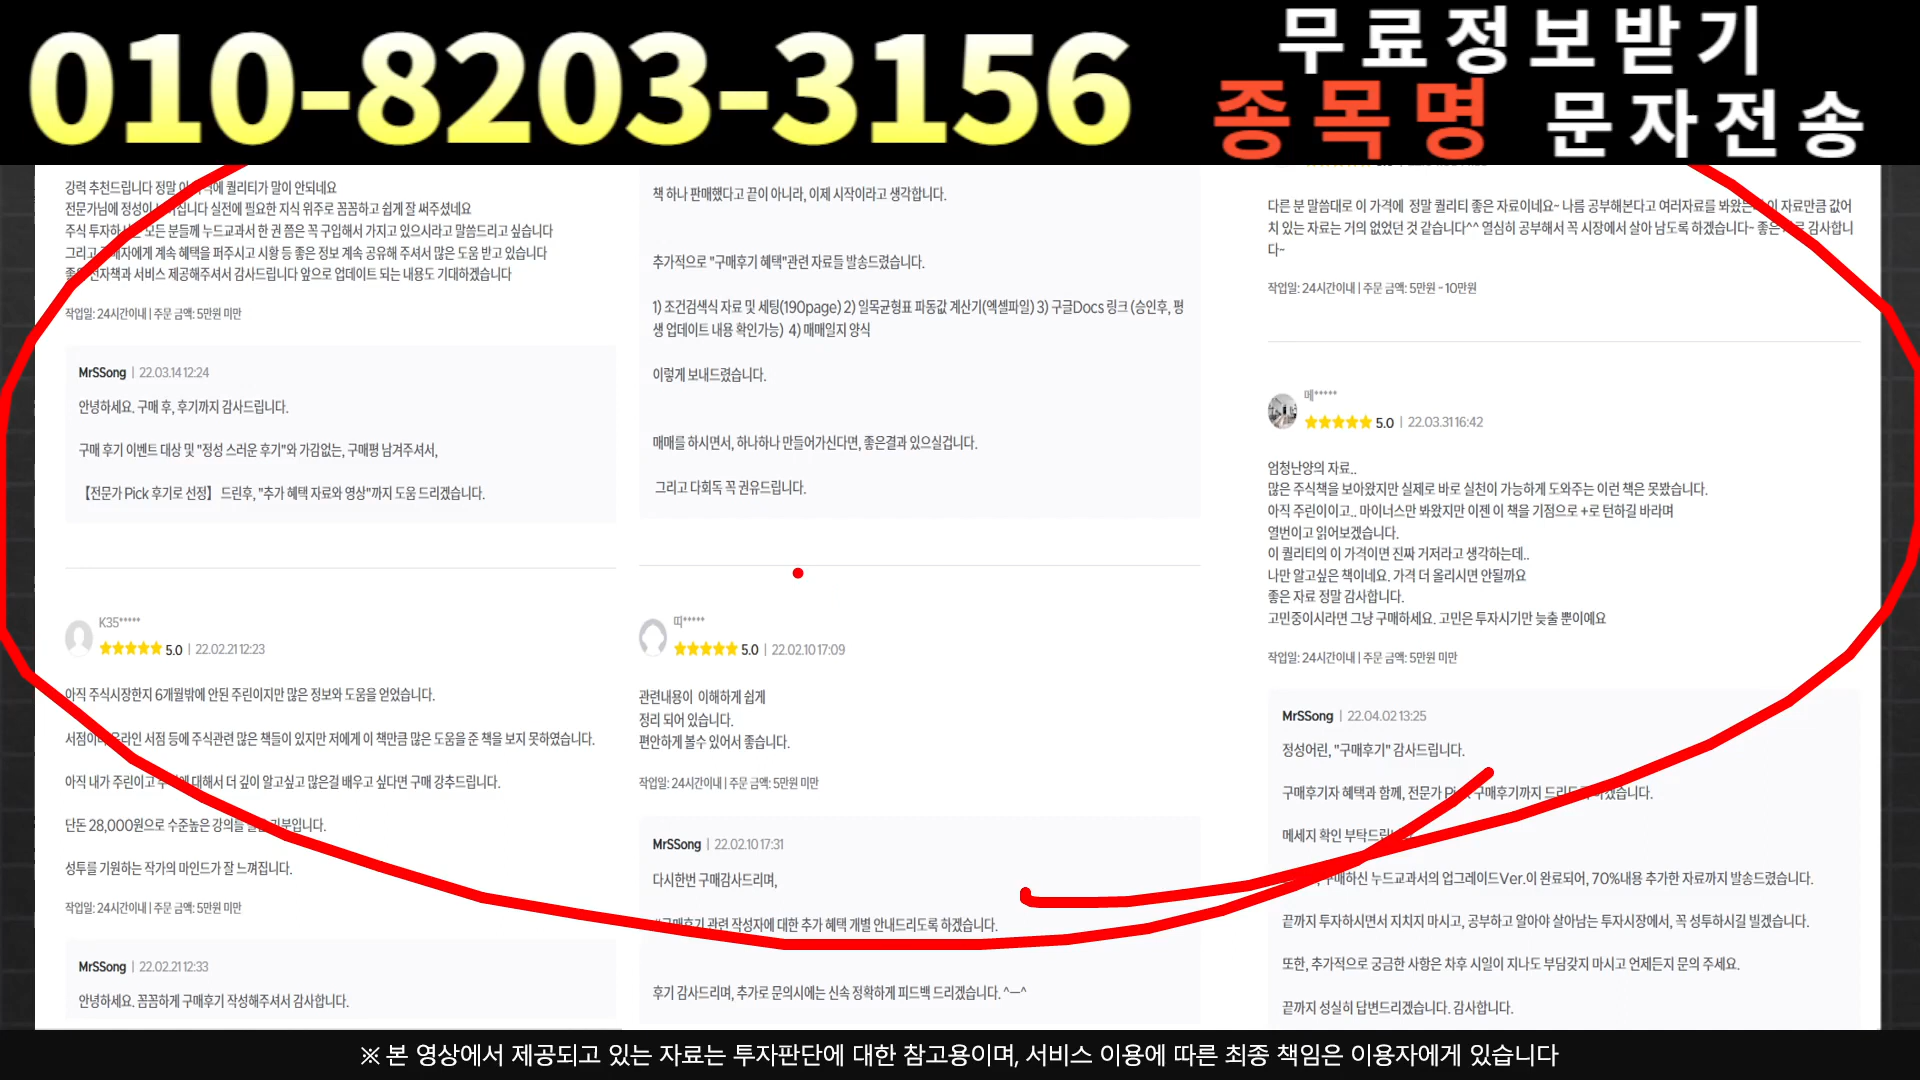 010-8203-3156
무료정보받기
종목명 문자전송
강력 추천드립니다 정말 이 퀄리티가 말이 안되네요
전문가님에 정성이 실전에 필요한 지식 위주로 꼼꼼하고 쉽게 잘 써주셨네요
주식 투자하 모든 분들께 누드교과서 한 권 쯤은 꼭 구입해서 가지고 있으시라고 말씀드리고 싶습니다
그리고 계속 혜택을 퍼주시고 시황 등 좋은 정보 계속 공유해 주셔서 많은 도움 받고 있습니다
전자책과 서비스 제공해주셔서 감사드립니다 앞으로 업데이트 되는 내용도 기대하겠습니다
작업일: 24시간이내 | 주문 금액: 5만원 미만
MrSSong | 22.03.14 12:24
안녕하세요. 구매 후, 후기까지 감사드립니다.
구매 후기 이벤트 대상 및 "정성 스러운 후기"와 가감없는, 구매평 남겨주셔서,
【전문가 Pick 후기로 선정】 드린후, "추가 혜택 자료와 영상"까지 도움 드리겠습니다.
K35*****
5.0 | 22.02.21 12:23
아직 주식시장한지 6개월밖에 안된 주린이지만 많은 정보와 도움을 얻었습니다.
서점이나 온라인 서점 등에 주식관련 많은 책들이 있지만 저에게 이 책만큼 많은 도움을 준 책을 보지 못하였습니다.
아직 내가 주린이고 대해서 더 깊이 알고싶고 많은걸 배우고 싶다면 구매 강추드립니다.
단돈 28,000원으로 수준높은 강의를 기분입니다.
성투를 기원하는 작가의 마인드가 잘 느껴집니다.
작업일: 24시간이내 | 주문 금액: 5만원 미만
MrSSong | 22.02.21 12:33
안녕하세요. 꼼꼼하게 구매후기 작성해주셔서 감사합니다.
책 하나 판매했다고 끝이 아니라, 이제 시작이라고 생각합니다.
추가적으로 "구매후기 혜택"관련 자료들 발송드렸습니다.
1) 조건검색식 자료 및 세팅(190page) 2) 일목균형표 파동값 계산기(엑셀파일) 3) 구글Docs 링크 (승인후, 평
생 업데이트 내용 확인가능) 4) 매매일지 양식
이렇게 보내드렸습니다.
매매를 하시면서, 하나하나 만들어가신다면, 좋은결과 있으실겁니다.
그리고 다회독 꼭 권유드립니다.
띠*****
5.0 | 22.02.10 17:09
관련내용이 이해하게 쉽게
정리 되어 있습니다.
편안하게 볼수 있어서 좋습니다.
작업일: 24시간이내 | 주문 금액: 5만원 미만
MrSSong | 22.02.10 17:31
다시한번 구매감사드리며,
구매후기 관련 작성자에 대한 추가 혜택 개별 안내드리도록 하겠습니다.
후기 감사드리며, 추가로 문의시에는 신속 정확하게 피드백 드리겠습니다. ^ㅡ^
다른 분 말씀대로 이 가격에 정말 퀄리티 좋은 자료이네요~ 나름 공부해본다고 여러자료를 봐왔는 이 자료만큼 값어
치 있는 자료는 거의 없었던 것 같습니다^^ 열심히 공부해서 꼭 시장에서 살아 남도록 하겠습니다~ 좋은 감사합니
다~
작업일: 24시간이내 | 주문 금액: 5만원 ~ 10만원
메*****
5.0 | 22.03.31 16:42
엄청난양의 자료..
많은 주식책을 보아왔지만 실제로 바로 실천이 가능하게 도와주는 이런 책은 못봤습니다.
아직 주린이이고.. 마이너스만 봐왔지만 이젠 이 책을 기점으로 +로 턴하길 바라며
열번이고 읽어보겠습니다.
이 퀄리티의 이 가격이면 진짜 거저라고 생각하는데..
나만 알고싶은 책이네요. 가격 더 올리시면 안될까요
좋은 자료 정말 감사합니다.
고민중이시라면 그냥 구매하세요. 고민은 투자시기만 늦출 뿐이예요
작업일: 24시간이내 | 주문 금액: 5만원 미만
MrSSong | 22.04.02 13:25
정성어린, "구매후기" 감사드립니다.
구매후기자 혜택과 함께, 전문가 Pick 구매후기까지 드리도록 하겠습니다.
메세지 확인 부탁드립니다.
구매하신 누드교과서의 업그레이드Ver.이 완료되어, 70%내용 추가한 자료까지 발송드렸습니다.
끝까지 투자하시면서 지치지 마시고, 공부하고 알아야 살아남는 투자시장에서, 꼭 성투하시길 빌겠습니다.
또한, 추가적으로 궁금한 사항은 차후 시일이 지나도 부담갖지 마시고 언제든지 문의 주세요.
끝까지 성실히 답변드리겠습니다. 감사합니다.
※ 본 영상에서 제공되고 있는 자료는 투자판단에 대한 참고용이며, 서비스 이용에 따른 최종 책임은 이용자에게 있습니다